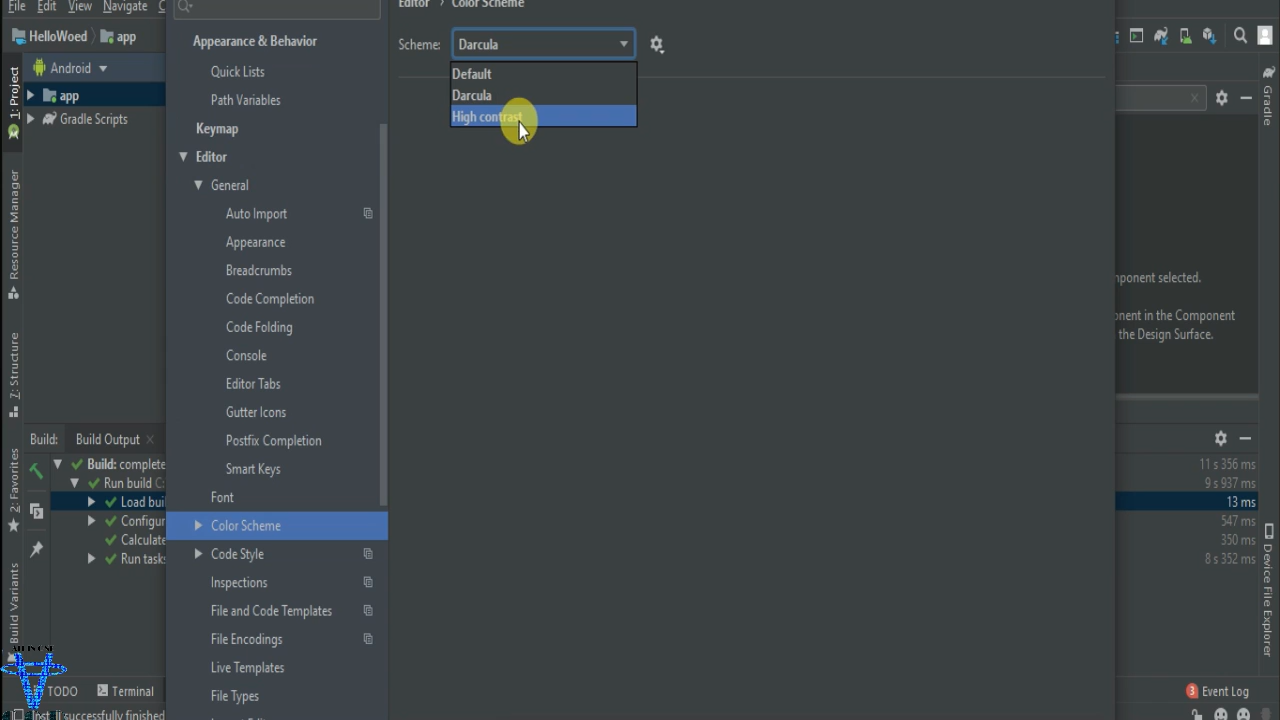 File Edit View Navigate C
Editor › Color Scheme
HelloWoed app
Android
1: Project
app
Gradle Scripts
Resource Manager
7: Structure
2: Favorites
Build Variants
Appearance & Behavior
Quick Lists
Path Variables
Keymap
Editor
General
Auto Import
Appearance
Breadcrumbs
Code Completion
Code Folding
Console
Editor Tabs
Gutter Icons
Postfix Completion
Smart Keys
Font
Color Scheme
Code Style
Inspections
File and Code Templates
File Encodings
Live Templates
File Types
Scheme: Darcula
Default
Darcula
High contrast
Gradle
ponent selected.
onent in the Component
the Design Surface.
Build: Build Output
Build: complete
Run build C:
Load bui
Configur
Calculate
Run task
11 s 356 ms
9 s 937 ms
13 ms
547 ms
350 ms
8 s 352 ms
Device File Explorer
TODO Terminal
3 Event Log
successfully finished